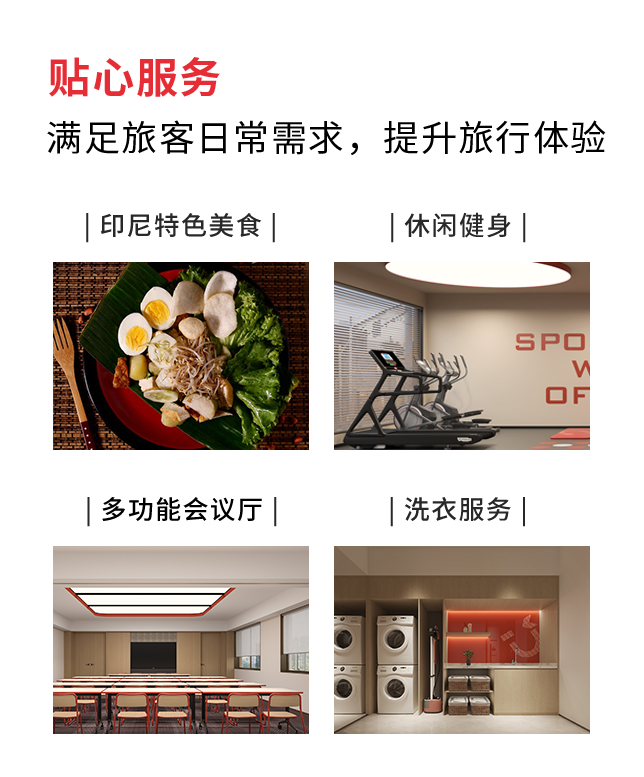 贴心服务
满足旅客日常需求，提升旅行体验
| 印尼特色美食 |
| 休闲健身 |
SPO
W
OF
| 多功能会议厅 |
| 洗衣服务 |